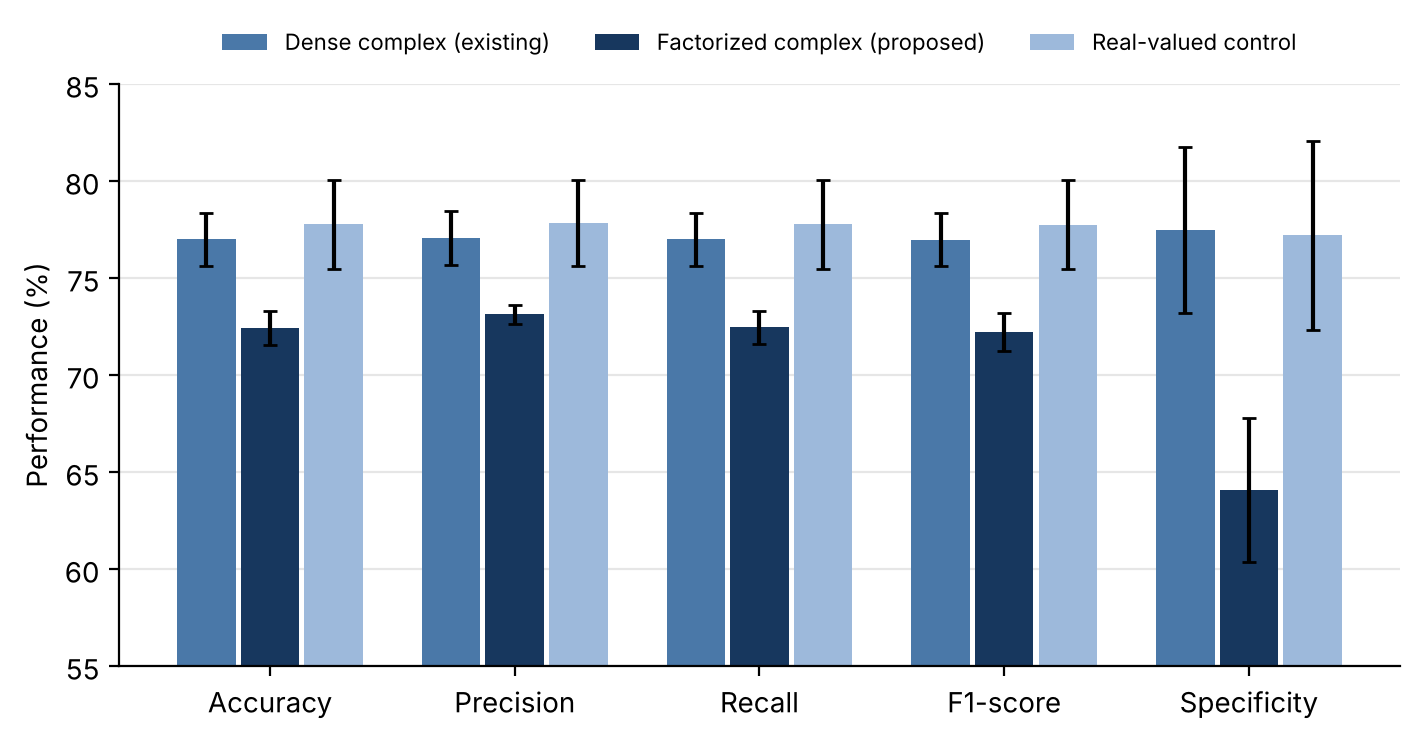 Dense complex (existing) Factorized complex (proposed) Real-valued control
85
80
75
70
65
60
55
Performance (%)
Accuracy Precision Recall F1-score Specificity